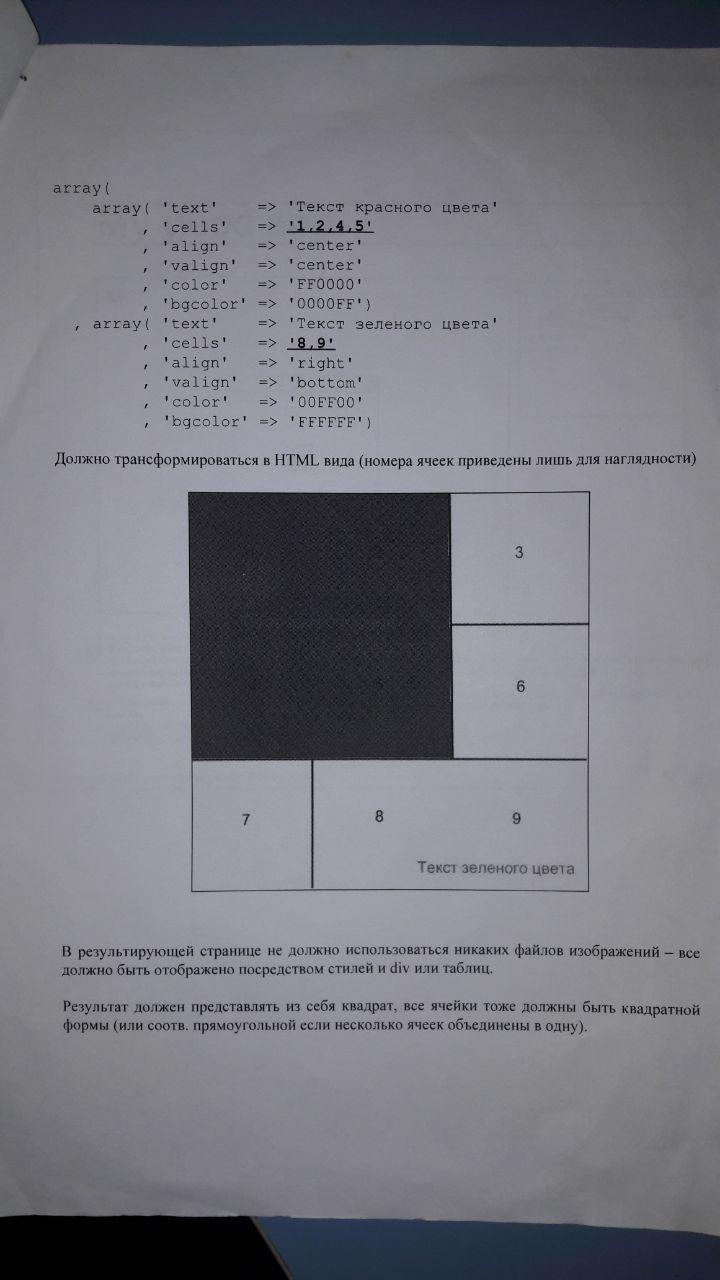 array(
array( 'text' => 'Текст красного цвета'
, 'cells' => '1,2,4,5'
, 'align' => 'center'
, 'valign' => 'center'
, 'color' => 'FF0000'
, 'bgcolor' => '0000FF')
, array( 'text' => 'Текст зеленого цвета'
, 'cells' => '8,9'
, 'align' => 'right'
, 'valign' => 'bottom'
, 'color' => '00FF00'
, 'bgcolor' => 'FFFFFF')
Должно трансформироваться в HTML вида (номера ячеек приведены лишь для наглядности)
3
6
7 8 9
Текст зеленого цвета
В результирующей странице не должно использоваться никаких файлов изображений – все
должно быть отображено посредством стилей и div или таблиц.
Результат должен представлять из себя квадрат, все ячейки тоже должны быть квадратной
формы (или соотв. прямоугольной если несколько ячеек объединены в одну).